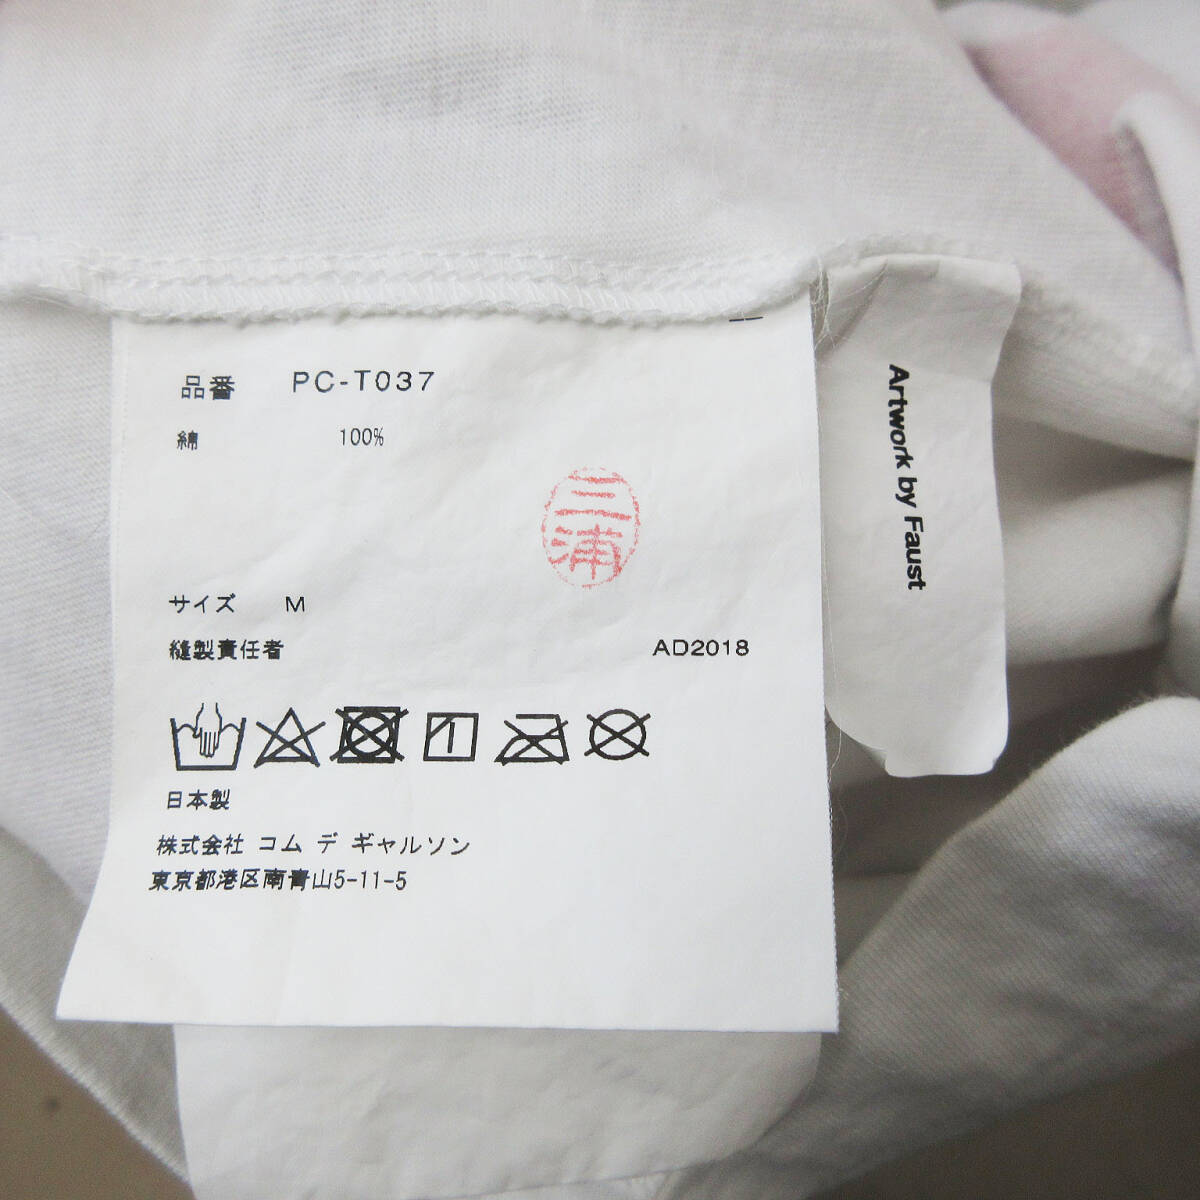 品番 PC-T037
綿 100%
三浦
サイズ M
縫製責任者 AD2018
日本製
株式会社 コム デ ギャルソン
東京都港区南青山5-11-5
Artwork by Faust